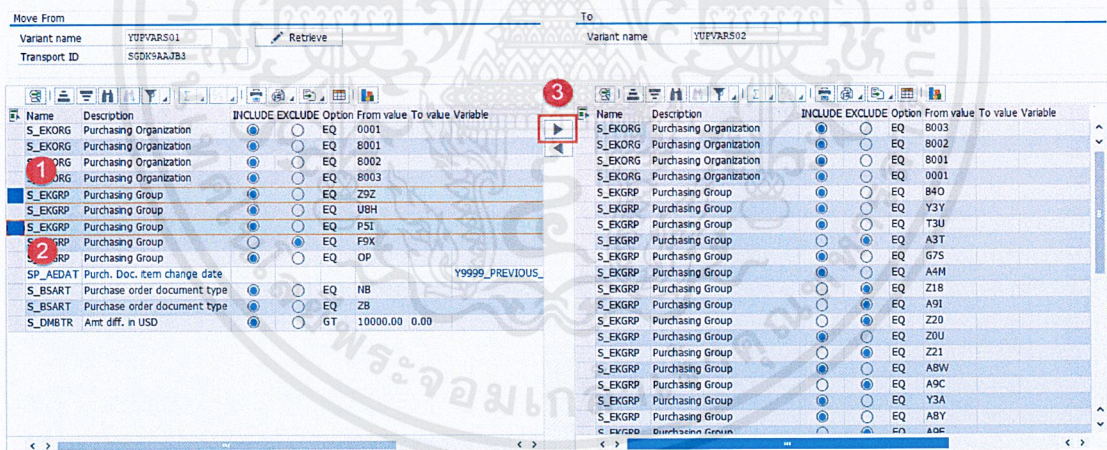 Move From
Variant name YUPVARS01 Retrieve
Transport ID SGDK9AAJB3
Name Description INCLUDE EXCLUDE Option From value To value Variable
S_EKORG Purchasing Organization EQ 0001
S_EKORG Purchasing Organization EQ 8001
1 ORG Purchasing Organization EQ 8002
ORG Purchasing Organization EQ 8003
S_EKGRP Purchasing Group EQ Z9Z
S_EKGRP Purchasing Group EQ U8H
S_EKGRP Purchasing Group EQ P5I
2 GRP Purchasing Group EQ F9X
GRP Purchasing Group EQ OP
SP_AEDAT Purch. Doc. item change date Y9999_PREVIOUS_
S_BSART Purchase order document type EQ NB
S_BSART Purchase order document type EQ ZB
S_DMBTR Amt diff. in USD GT 10000.00 0.00
3
To
Variant name YUPVARS02
Name Description INCLUDE EXCLUDE Option From value To value Variable
S_EKORG Purchasing Organization EQ 8003
S_EKORG Purchasing Organization EQ 8002
S_EKORG Purchasing Organization EQ 8001
S_EKORG Purchasing Organization EQ 0001
S_EKGRP Purchasing Group EQ B4O
S_EKGRP Purchasing Group EQ Y3Y
S_EKGRP Purchasing Group EQ T3U
S_EKGRP Purchasing Group EQ A3T
S_EKGRP Purchasing Group EQ G7S
S_EKGRP Purchasing Group EQ A4M
S_EKGRP Purchasing Group EQ Z18
S_EKGRP Purchasing Group EQ A9I
S_EKGRP Purchasing Group EQ Z20
S_EKGRP Purchasing Group EQ Z0U
S_EKGRP Purchasing Group EQ Z21
S_EKGRP Purchasing Group EQ A8W
S_EKGRP Purchasing Group EQ A9C
S_EKGRP Purchasing Group EQ Y3A
S_EKGRP Purchasing Group EQ A8Y
S_EKGRP Purchasing Group EQ A9E